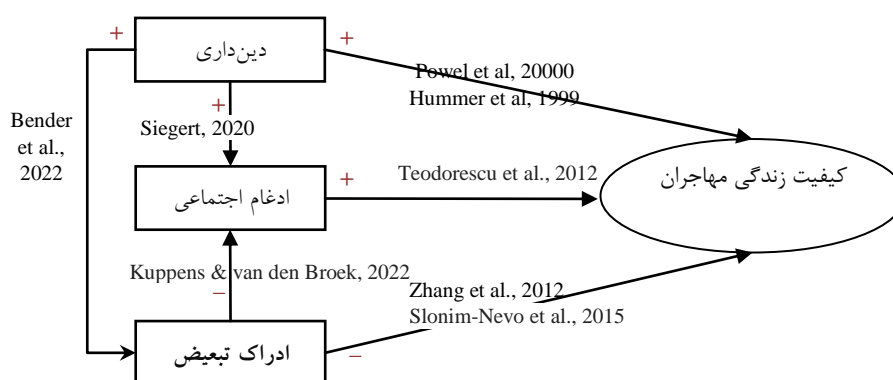 +
دین‌داری
+
Powel et al, 20000
Hummer et al, 1999
Bender
et al.,
2022
+
Siegert, 2020
ادغام اجتماعی
+
Teodorescu et al., 2012
کیفیت زندگی مهاجران
Kuppens & van den Broek, 2022
–
Zhang et al., 2012
Slonim-Nevo et al., 2015
ادراک تبعیض
–